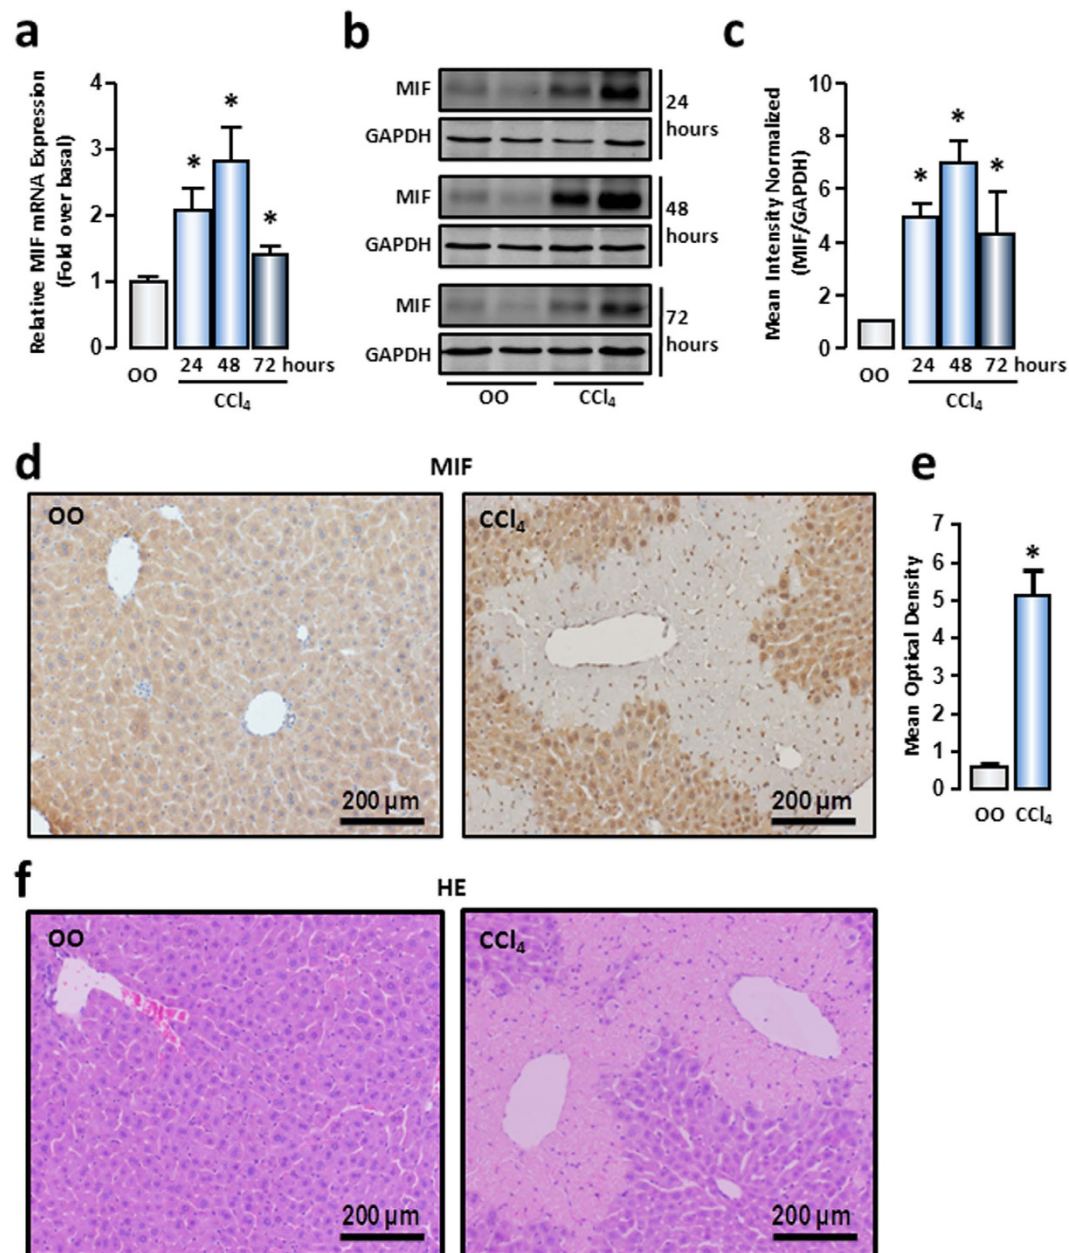 a
Relative MIF mRNA Expression
(Fold over basal)
4
3
2
1
0
*
*
*
OO
24 48 72 hours
CCl₄
b
MIF
GAPDH
24
hours
MIF
GAPDH
48
hours
MIF
GAPDH
72
hours
OO CCl₄
c
Mean Intensity Normalized
(MIF/GAPDH)
10
8
6
4
2
0
*
*
*
OO
24 48 72 hours
CCl₄
d
MIF
OO
200 µm
CCl₄
200 µm
e
Mean Optical Density
7
6
5
4
3
2
1
0
*
OO CCl₄
f
HE
OO
200 µm
CCl₄
200 µm